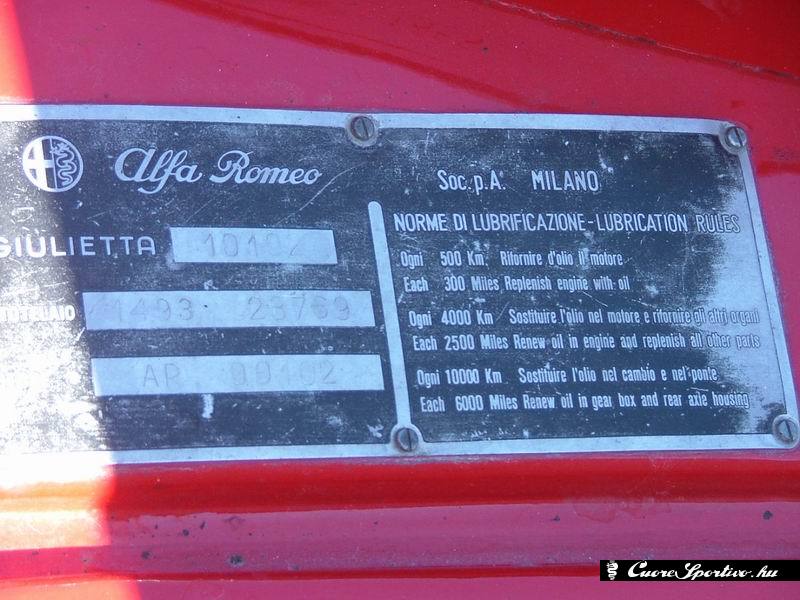 Alfa Romeo
GIULIETTA 10102
1493 23769
AR 00102
Soc.p.A. MILANO
NORME DI LUBRIFICAZIONE-LUBRICATION RULES
Ogni 500 Km. Rifornire d'olio il motore
Each 300 Miles Replenish engine with oil
Ogni 4000 Km Sostituire l'olio nel motore e rifornire gli altri organi
Each 2500 Miles Renew oil in engine and replenish all other parts
Ogni 10000 Km Sostituire l'olio nel cambio e nel ponte
Each 6000 Miles Renew oil in gear box and rear axle housing
CuoreSportivo.hu